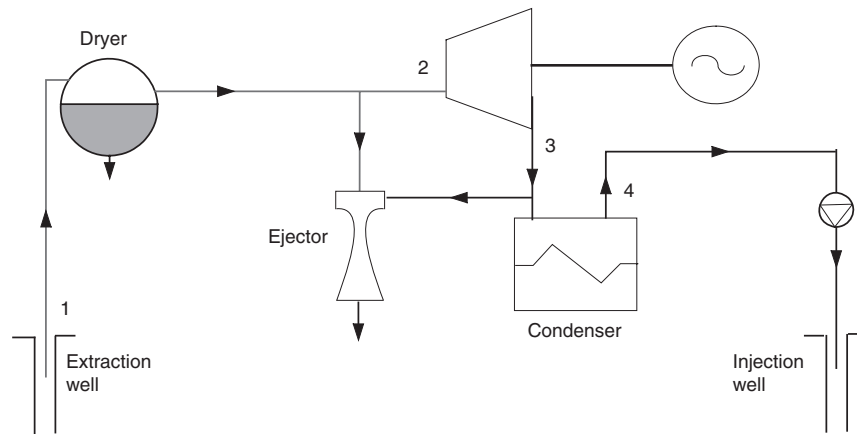 Dryer
2
3
4
Ejector
1
Condenser
Extraction
well
Injection
well